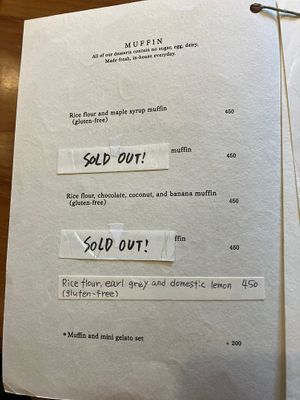 MUFFIN
All of our desserts contain no sugar, egg, dairy.
Made fresh, in-house everyday.
Rice flour and maple syrup muffin 450
(gluten-free)
SOLD OUT! muffin 450
Rice flour, chocolate, coconut, and banana muffin 450
(gluten-free)
SOLD OUT! ffin 450
Rice flour, earl grey and domestic lemon 450
(gluten-free)
*Muffin and mini gelato set + 200